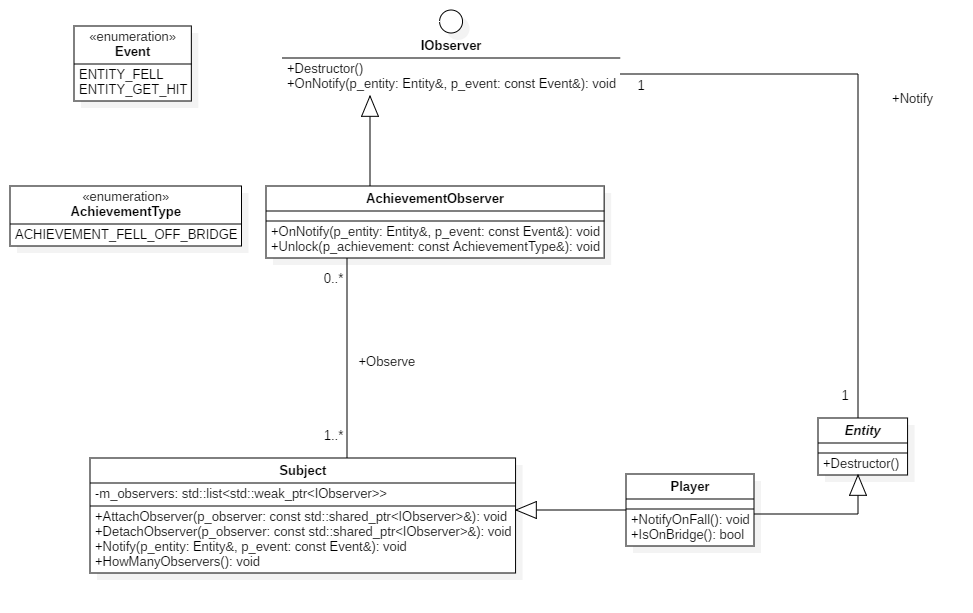 «enumeration»
Event
ENTITY_FELL
ENTITY_GET_HIT
IObserver
+Destructor()
+OnNotify(p_entity: Entity&, p_event: const Event&): void
1
+Notify
«enumeration»
AchievementType
ACHIEVEMENT_FELL_OFF_BRIDGE
AchievementObserver
+OnNotify(p_entity: Entity&, p_event: const Event&): void
+Unlock(p_achievement: const AchievementType&): void
0..*
+Observe
1..*
1
Entity
+Destructor()
Subject
-m_observers: std::list<std::weak_ptr<IObserver>>
+AttachObserver(p_observer: const std::shared_ptr<IObserver>&): void
+DetachObserver(p_observer: const std::shared_ptr<IObserver>&): void
+Notify(p_entity: Entity&, p_event: const Event&): void
+HowManyObservers(): void
Player
+NotifyOnFall(): void
+IsOnBridge(): bool